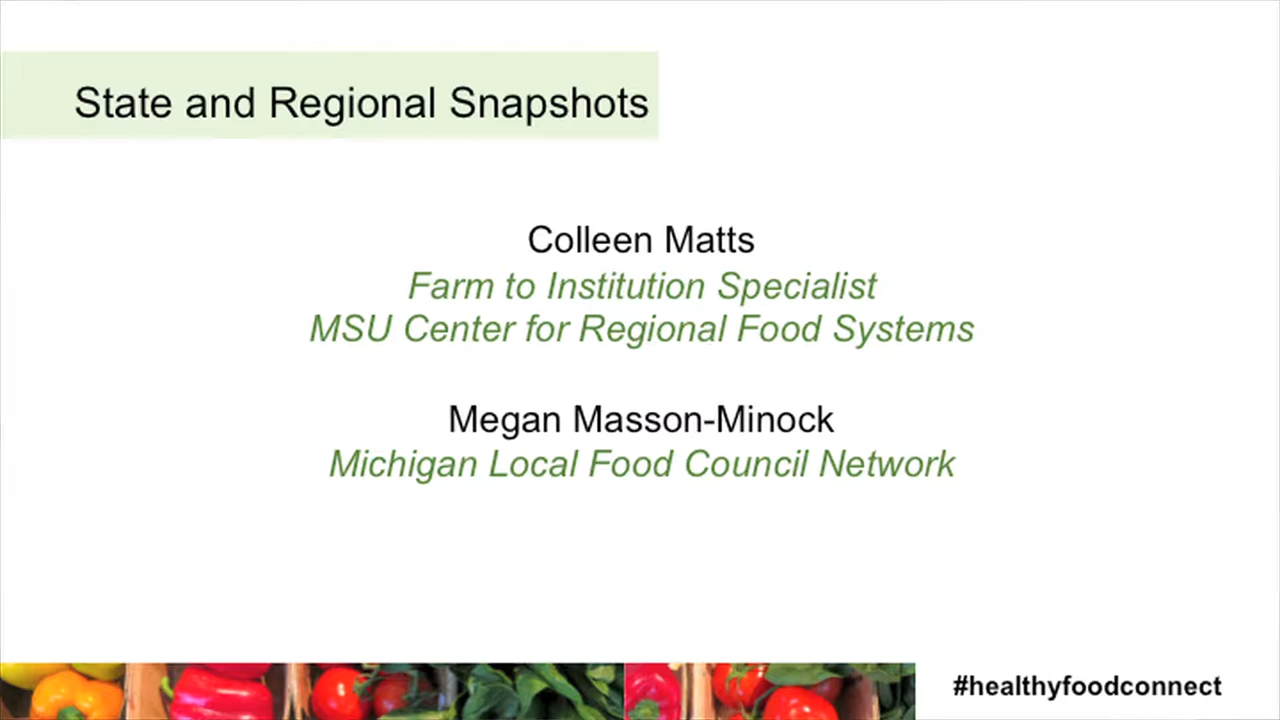 State and Regional Snapshots
Colleen Matts
Farm to Institution Specialist
MSU Center for Regional Food Systems
Megan Masson-Minock
Michigan Local Food Council Network
#healthyfoodconnect